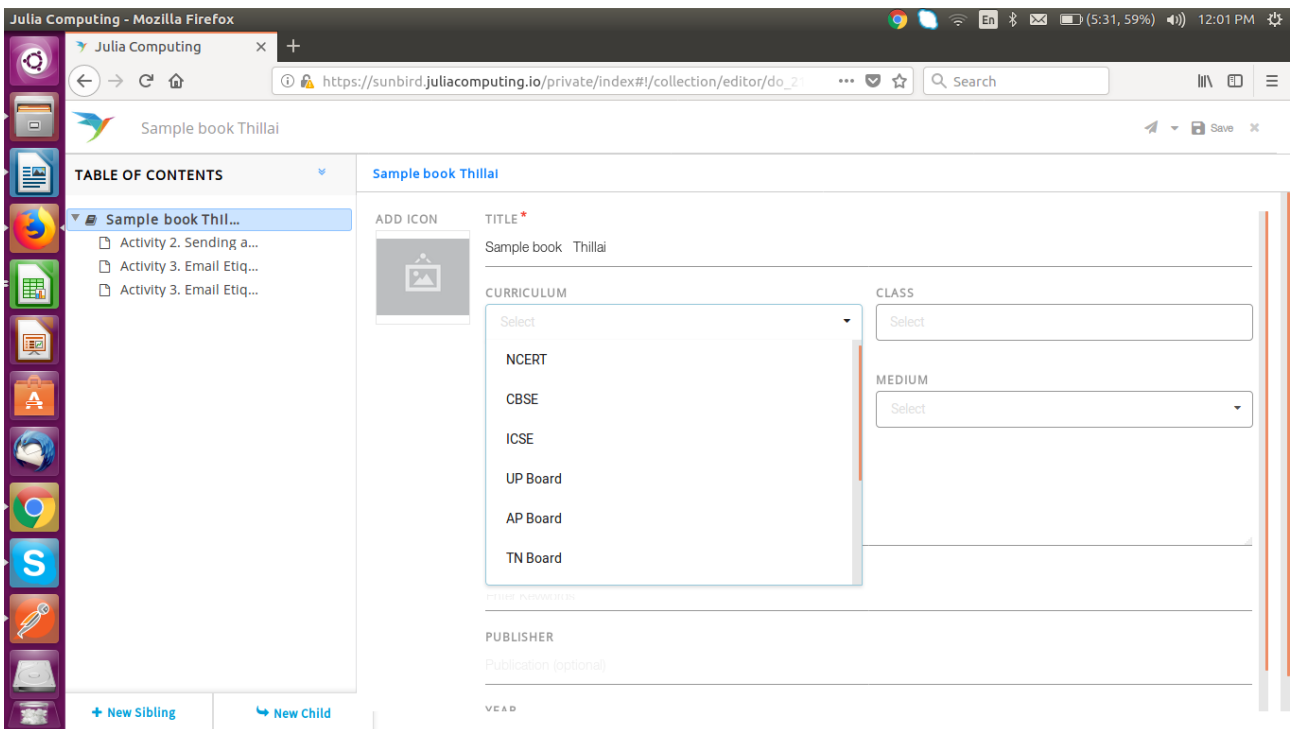 Julia Computing - Mozilla Firefox
En (5:31, 59%) 12:01 PM
Julia Computing
https://sunbird.juliacomputing.io/private/index#!/collection/editor/do_2
Search
Sample book Thillai
Save
TABLE OF CONTENTS
Sample book Thillai
Sample book Thil...
Activity 2. Sending a...
Activity 3. Email Etiq...
Activity 3. Email Etiq...
ADD ICON
TITLE*
Sample book Thillai
CURRICULUM
CLASS
Select
Select
NCERT
CBSE
ICSE
UP Board
AP Board
TN Board
MEDIUM
Select
PUBLISHER
Publication (optional)
YEAR
+ New Sibling
New Child